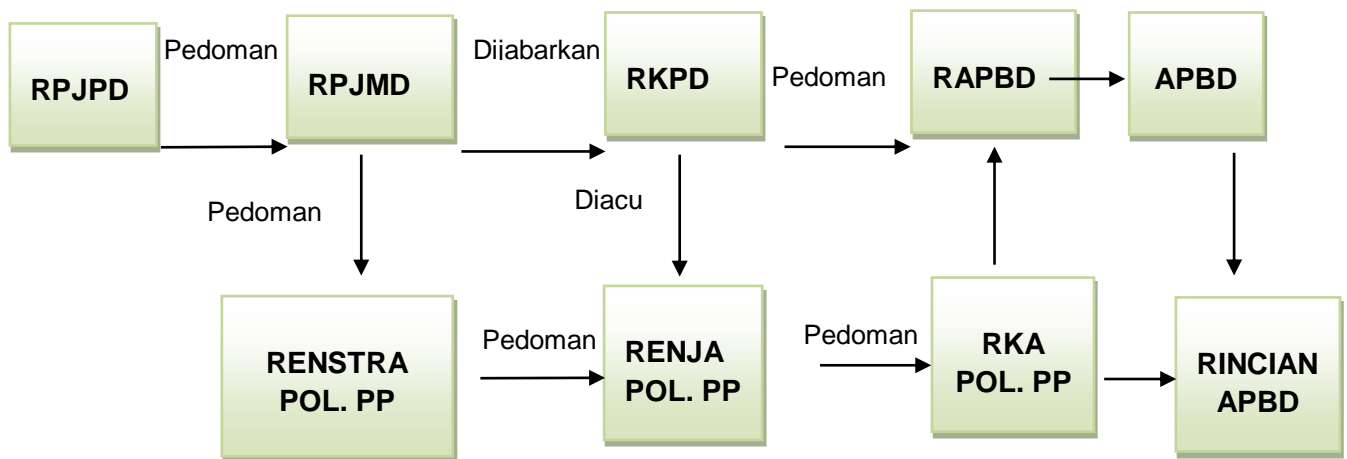 Pedoman
Dijabarkan
RPJPD
RPJMD
RKPD
Pedoman
RAPBD
APBD
Pedoman
Diacu
RENSTRA
POL. PP
Pedoman
RENJA
POL. PP
Pedoman
RKA
POL. PP
RINCIAN
APBD